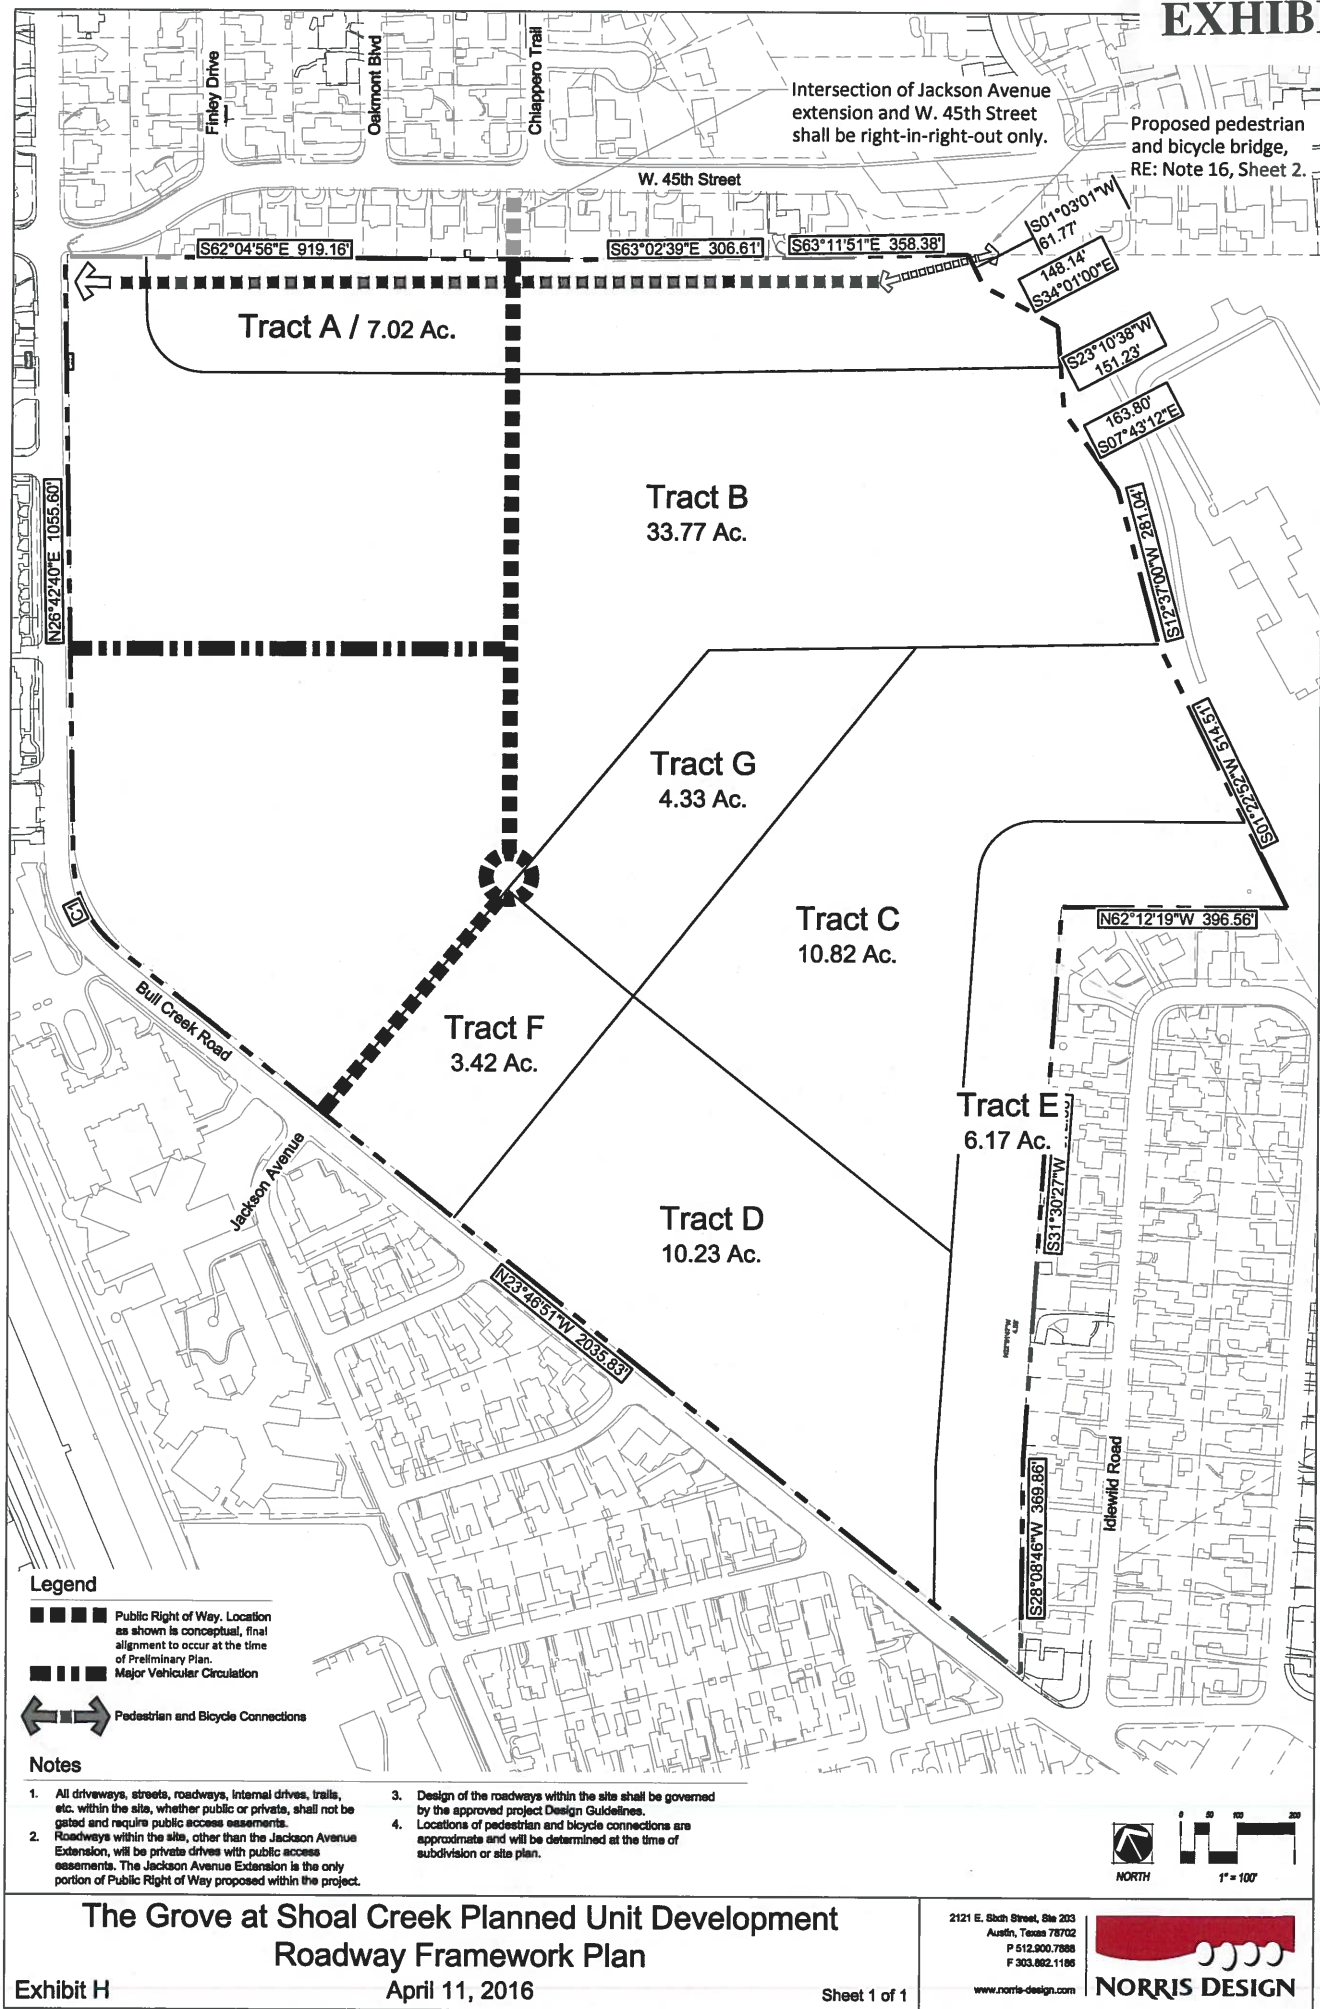 EXHIB
Finley Drive
Oakmont Blvd
Chiappero Trail
Intersection of Jackson Avenue
extension and W. 45th Street
shall be right-in-right-out only.
Proposed pedestrian
and bicycle bridge,
RE: Note 16, Sheet 2.
W. 45th Street
S62°04'56"E 919.16'
S63°02'39"E 306.61'
S63°11'51"E 358.38'
S01°03'01"W
61.77'
148.14'
S34°01'00"E
Tract A / 7.02 Ac.
S23°10'38"W
151.23'
163.80'
S07°43'12"E
Tract B
33.77 Ac.
N26°42'40"E 1055.60'
S12°37'00"W 281.04'
Tract G
4.33 Ac.
S01°22'52"W 514.51'
C1
Tract C
10.82 Ac.
N62°12'19"W 396.56'
Bull Creek Road
Tract F
3.42 Ac.
Tract E
6.17 Ac.
S31°30'27"W
Jackson Avenue
Tract D
10.23 Ac.
N23°46'51"W 2035.83'
Idlewild Road
S28°08'46"W 369.86'
Legend
Public Right of Way. Location
as shown is conceptual, final
alignment to occur at the time
of Preliminary Plan.
Major Vehicular Circulation
Pedestrian and Bicycle Connections
Notes
1. All driveways, streets, roadways, internal drives, trails,
etc. within the site, whether public or private, shall not be
gated and require public access easements.
2. Roadways within the site, other than the Jackson Avenue
Extension, will be private drives with public access
easements. The Jackson Avenue Extension is the only
portion of Public Right of Way proposed within the project.
3. Design of the roadways within the site shall be governed
by the approved project Design Guidelines.
4. Locations of pedestrian and bicycle connections are
approximate and will be determined at the time of
subdivision or site plan.
NORTH
0 50 100 200
1" = 100'
The Grove at Shoal Creek Planned Unit Development
Roadway Framework Plan
Exhibit H
April 11, 2016
Sheet 1 of 1
2121 E. Sixth Street, Ste 203
Austin, Texas 78702
P 512.900.7888
F 303.892.1186
www.norris-design.com
NORRIS DESIGN